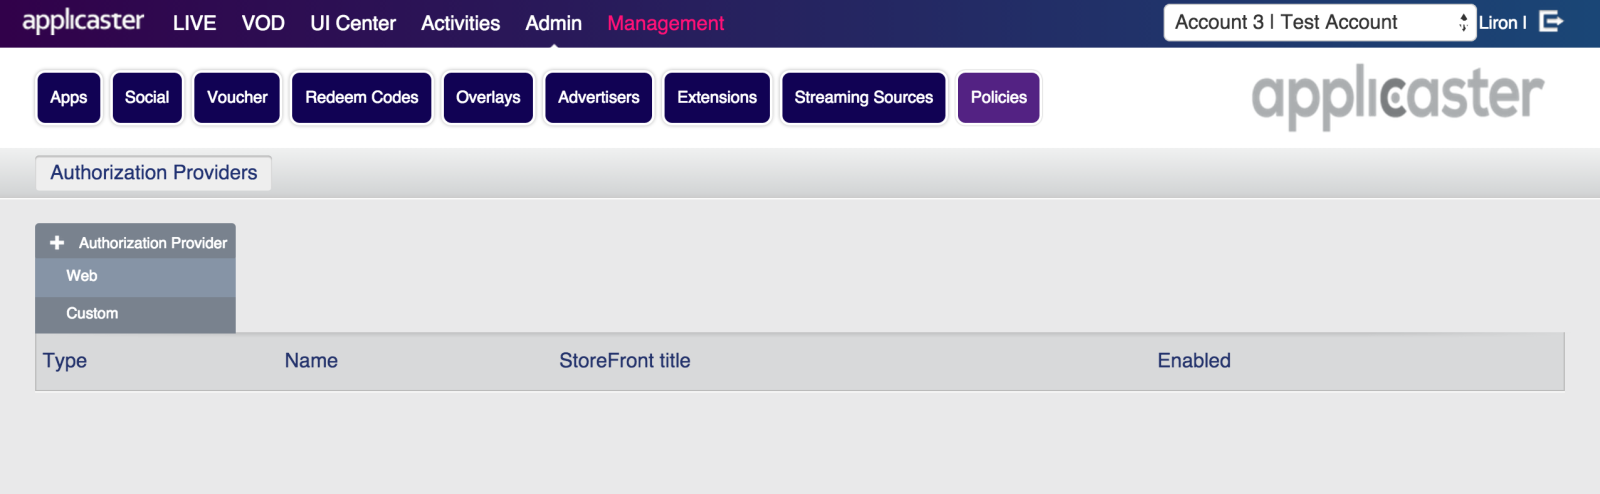 applicaster LIVE VOD UI Center Activities Admin Management Account 3 | Test Account Liron I
Apps Social Voucher Redeem Codes Overlays Advertisers Extensions Streaming Sources Policies applicaster
Authorization Providers
Authorization Provider
Web
Custom
Type Name StoreFront title Enabled